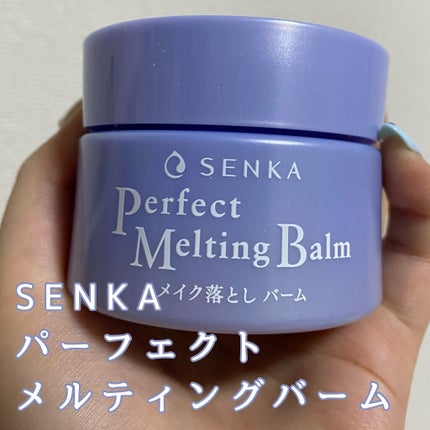 SENKA
Perfect
Melting Balm
メイク落とし バーム
SENKA
パーフェクト
メルティングバーム